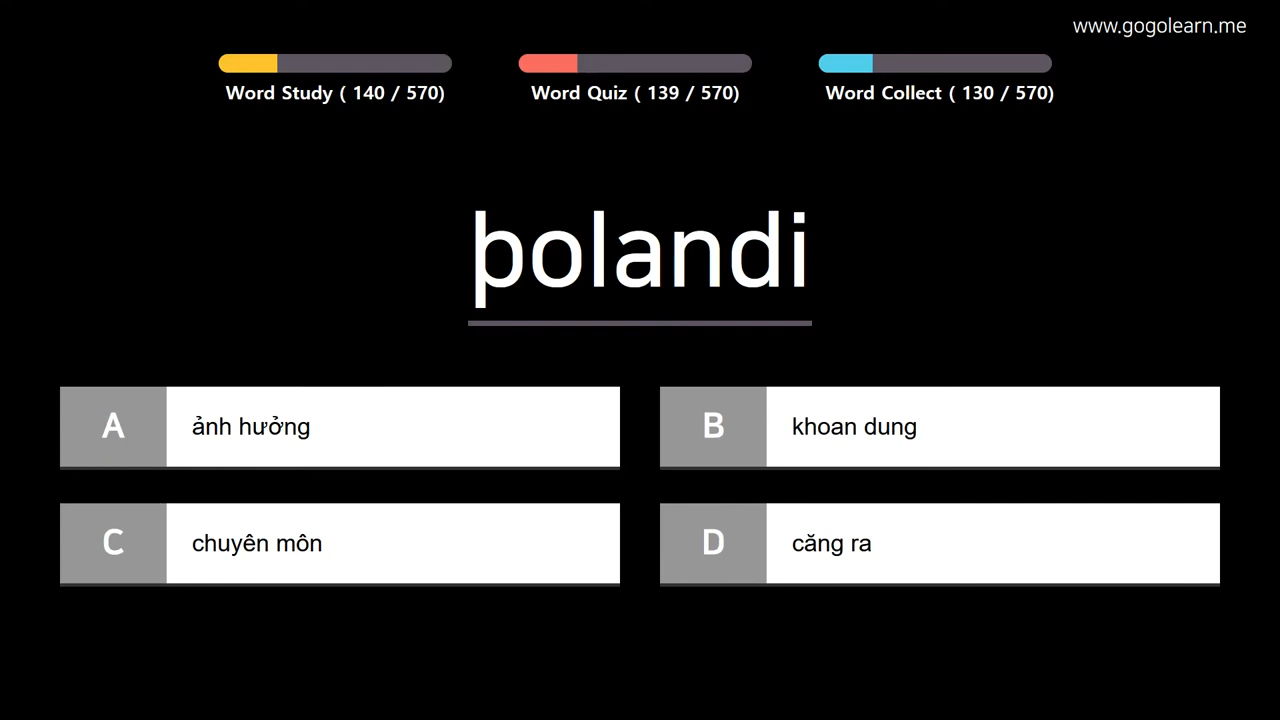 www.gogolearn.me
Word Study ( 140 / 570)
Word Quiz ( 139 / 570)
Word Collect ( 130 / 570)
þolandi
A
ảnh hưởng
B
khoan dung
C
chuyên môn
D
căng ra